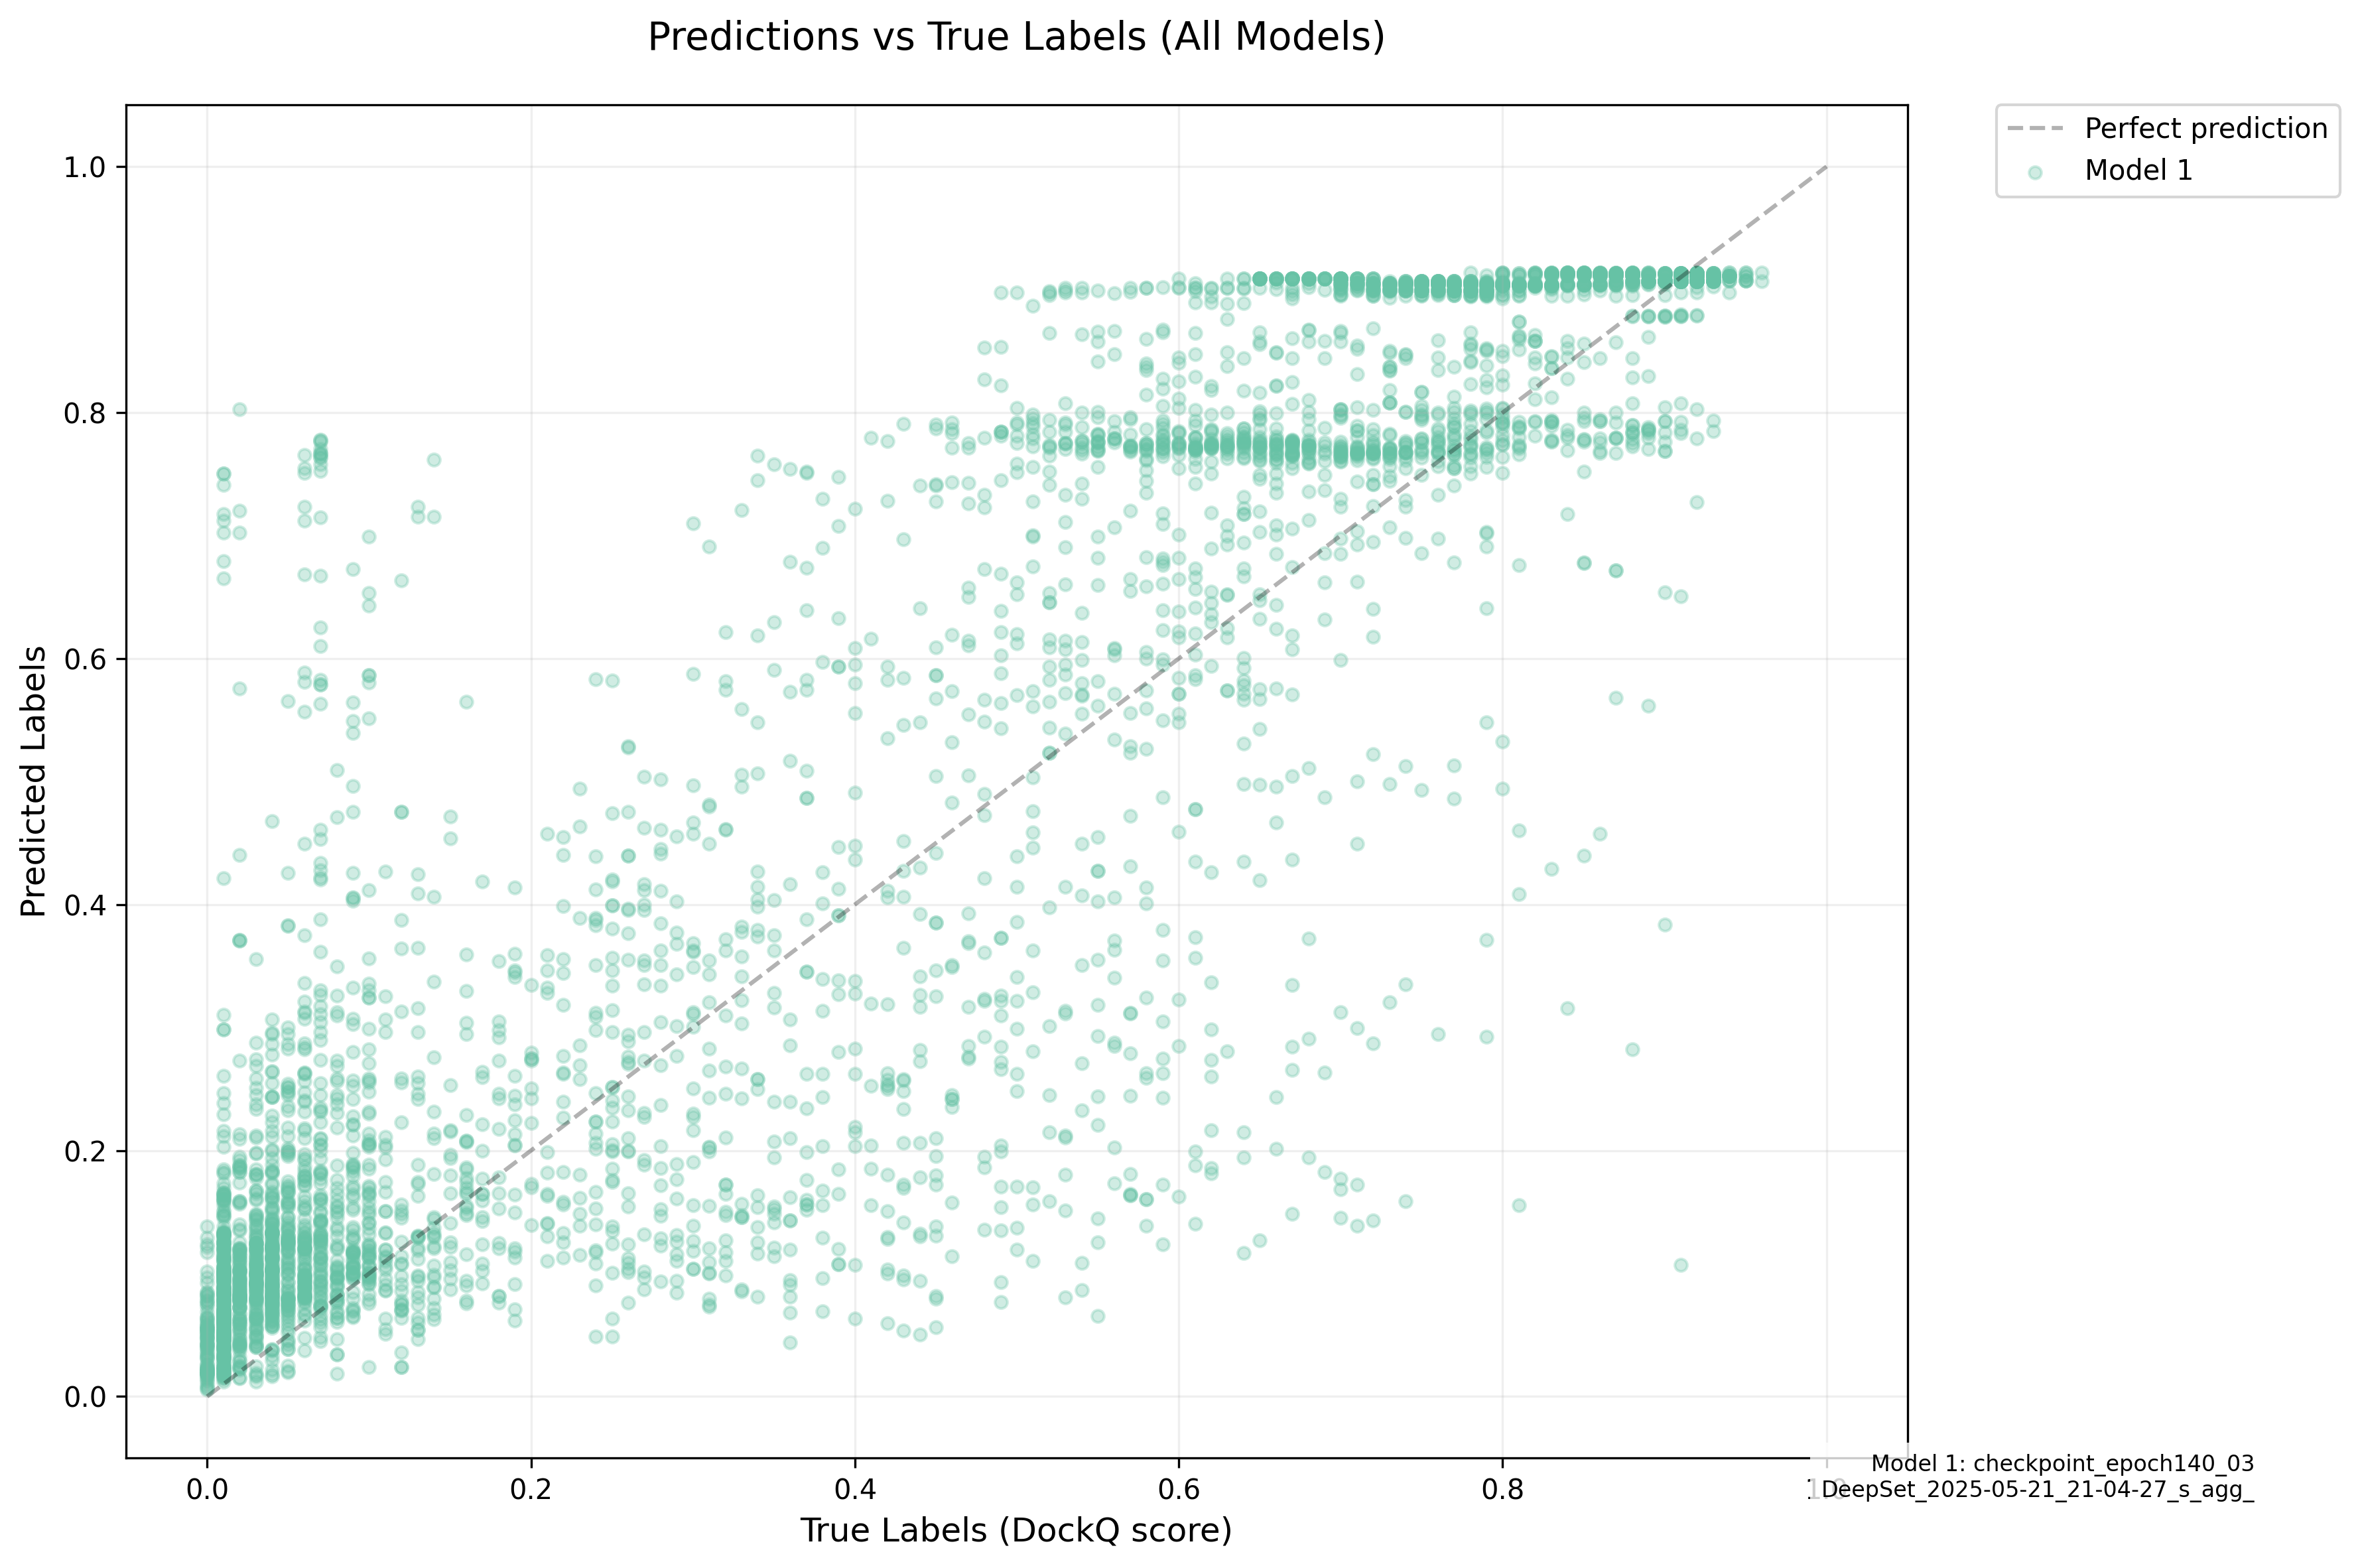 Predictions vs True Labels (All Models)
Perfect prediction
Model 1
Predicted Labels
1.0
0.8
0.6
0.4
0.2
0.0
0.0 0.2 0.4 0.6 0.8 1.0
True Labels (DockQ score)
Model 1: checkpoint_epoch140_03
DeepSet_2025-05-21_21-04-27_s_agg_